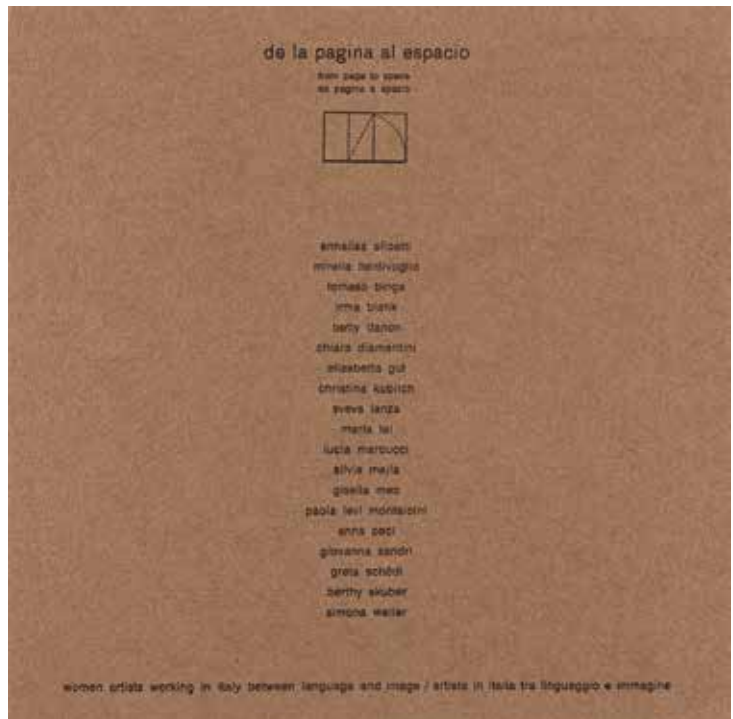 de la pagina al espacio
from page to space
da pagina a spazio
annalisa alloatti
mirella bentivoglio
tomaso binga
irma blank
betty danon
chiara diamantini
elisabetta gut
christina kubisch
sveva lanza
maria lai
lucia marcucci
silvia mejia
gisella meo
paola levi montalcini
anna
giovanna sandri
greta schödl
berthy skuber
simona weller
women artists working in italy between language and image / artiste in italia tra linguaggio e immagine